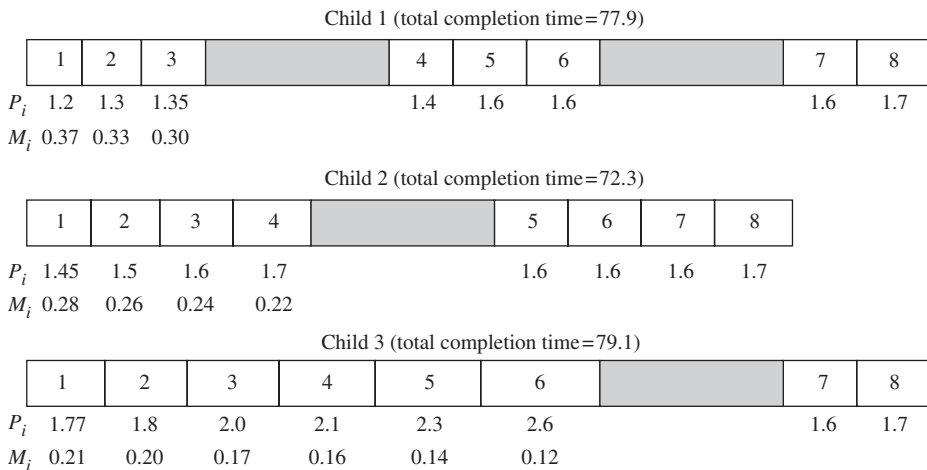 Child 1 (total completion time=77.9)
1 2 3 4 5 6 7 8
P_i 1.2 1.3 1.35 1.4 1.6 1.6 1.6 1.7
M_i 0.37 0.33 0.30
Child 2 (total completion time=72.3)
1 2 3 4 5 6 7 8
P_i 1.45 1.5 1.6 1.7 1.6 1.6 1.6 1.7
M_i 0.28 0.26 0.24 0.22
Child 3 (total completion time=79.1)
1 2 3 4 5 6 7 8
P_i 1.77 1.8 2.0 2.1 2.3 2.6 1.6 1.7
M_i 0.21 0.20 0.17 0.16 0.14 0.12